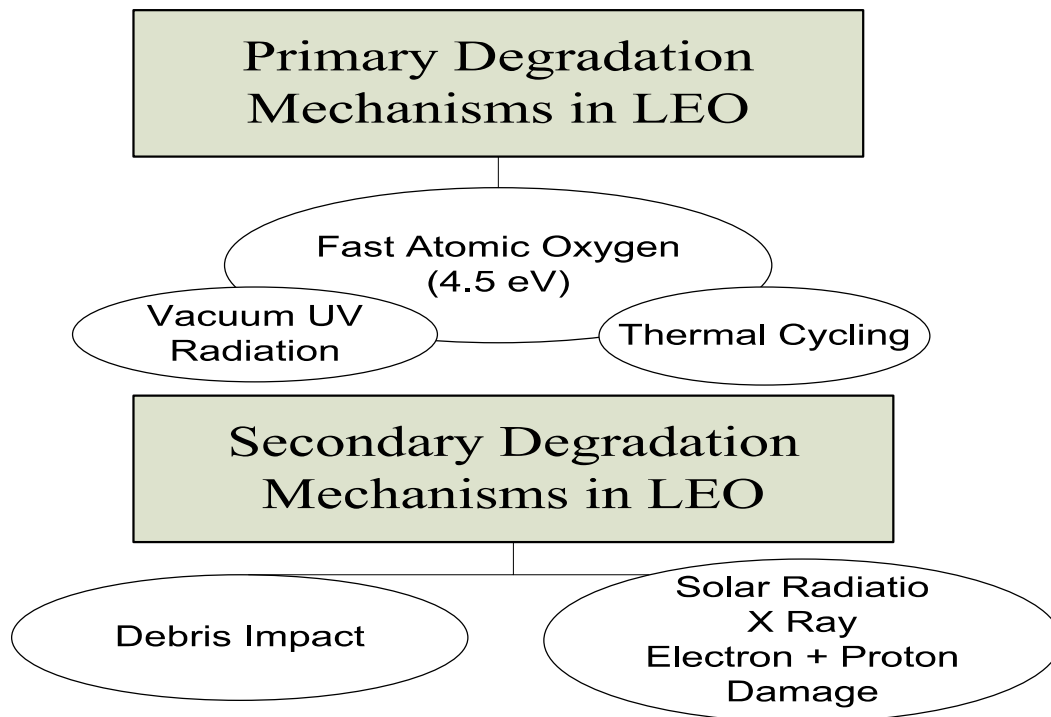 Primary Degradation
Mechanisms in LEO
Fast Atomic Oxygen
(4.5 eV)
Vacuum UV
Radiation
Thermal Cycling
Secondary Degradation
Mechanisms in LEO
Debris Impact
Solar Radiatio
X Ray
Electron + Proton
Damage